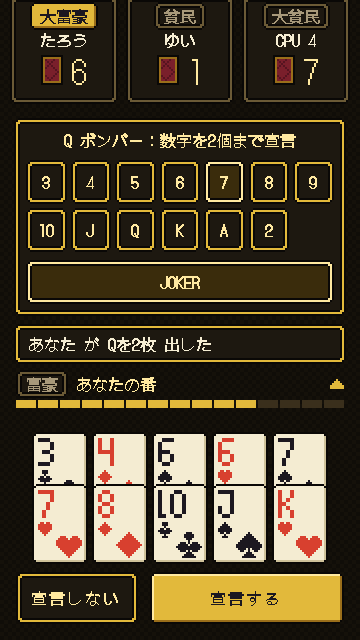 大富豪 貧民 大貧民
たろう ゆい CPU 4
6 1 7
Q ボンバー：数字を2個まで宣言
3 4 5 6 7 8 9
10 J Q K A 2
JOKER
あなた が Qを2枚 出した
富豪 あなたの番
3 4 6 6 7
7 8 10 J K
宣言しない 宣言する